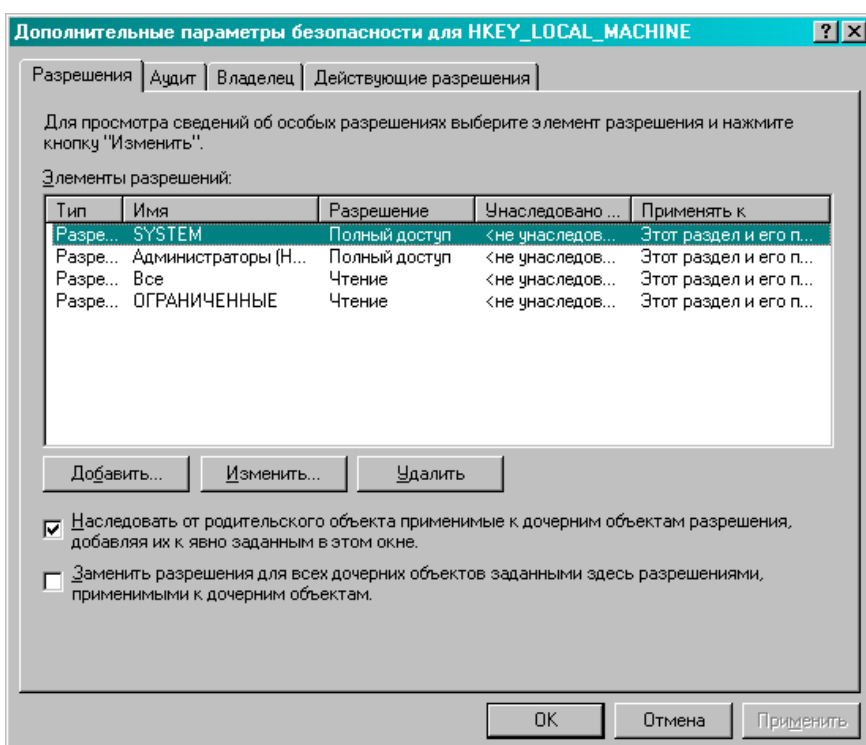 Дополнительные параметры безопасности для HKEY_LOCAL_MACHINE
Разрешения Аудит Владелец Действующие разрешения
Для просмотра сведений об особых разрешениях выберите элемент разрешения и нажмите
кнопку "Изменить".
Элементы разрешений:
Тип Имя Разрешение Унаследовано ... Применять к
Разре... SYSTEM Полный доступ <не унаследов... Этот раздел и его п...
Разре... Администраторы (H... Полный доступ <не унаследов... Этот раздел и его п...
Разре... Все Чтение <не унаследов... Этот раздел и его п...
Разре... ОГРАНИЧЕННЫЕ Чтение <не унаследов... Этот раздел и его п...
Добавить... Изменить... Удалить
Наследовать от родительского объекта применимые к дочерним объектам разрешения,
добавляя их к явно заданным в этом окне.
Заменить разрешения для всех дочерних объектов заданными здесь разрешениями,
применимыми к дочерним объектам.
OK Отмена Применить